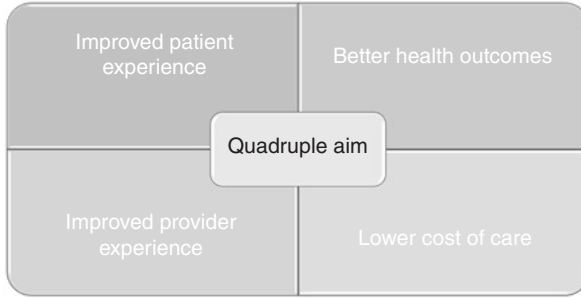 Improved patient
experience
Better health outcomes
Quadruple aim
Improved provider
experience
Lower cost of care